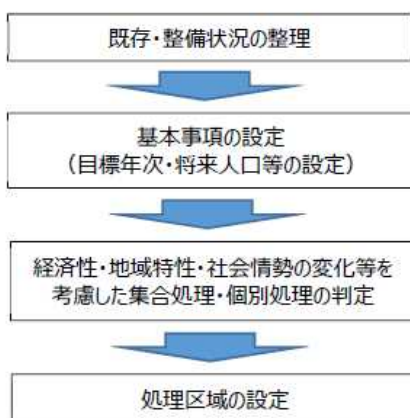 既存・整備状況の整理
基本事項の設定
（目標年次・将来人口等の設定）
経済性・地域特性・社会情勢の変化等を
考慮した集合処理・個別処理の判定
処理区域の設定